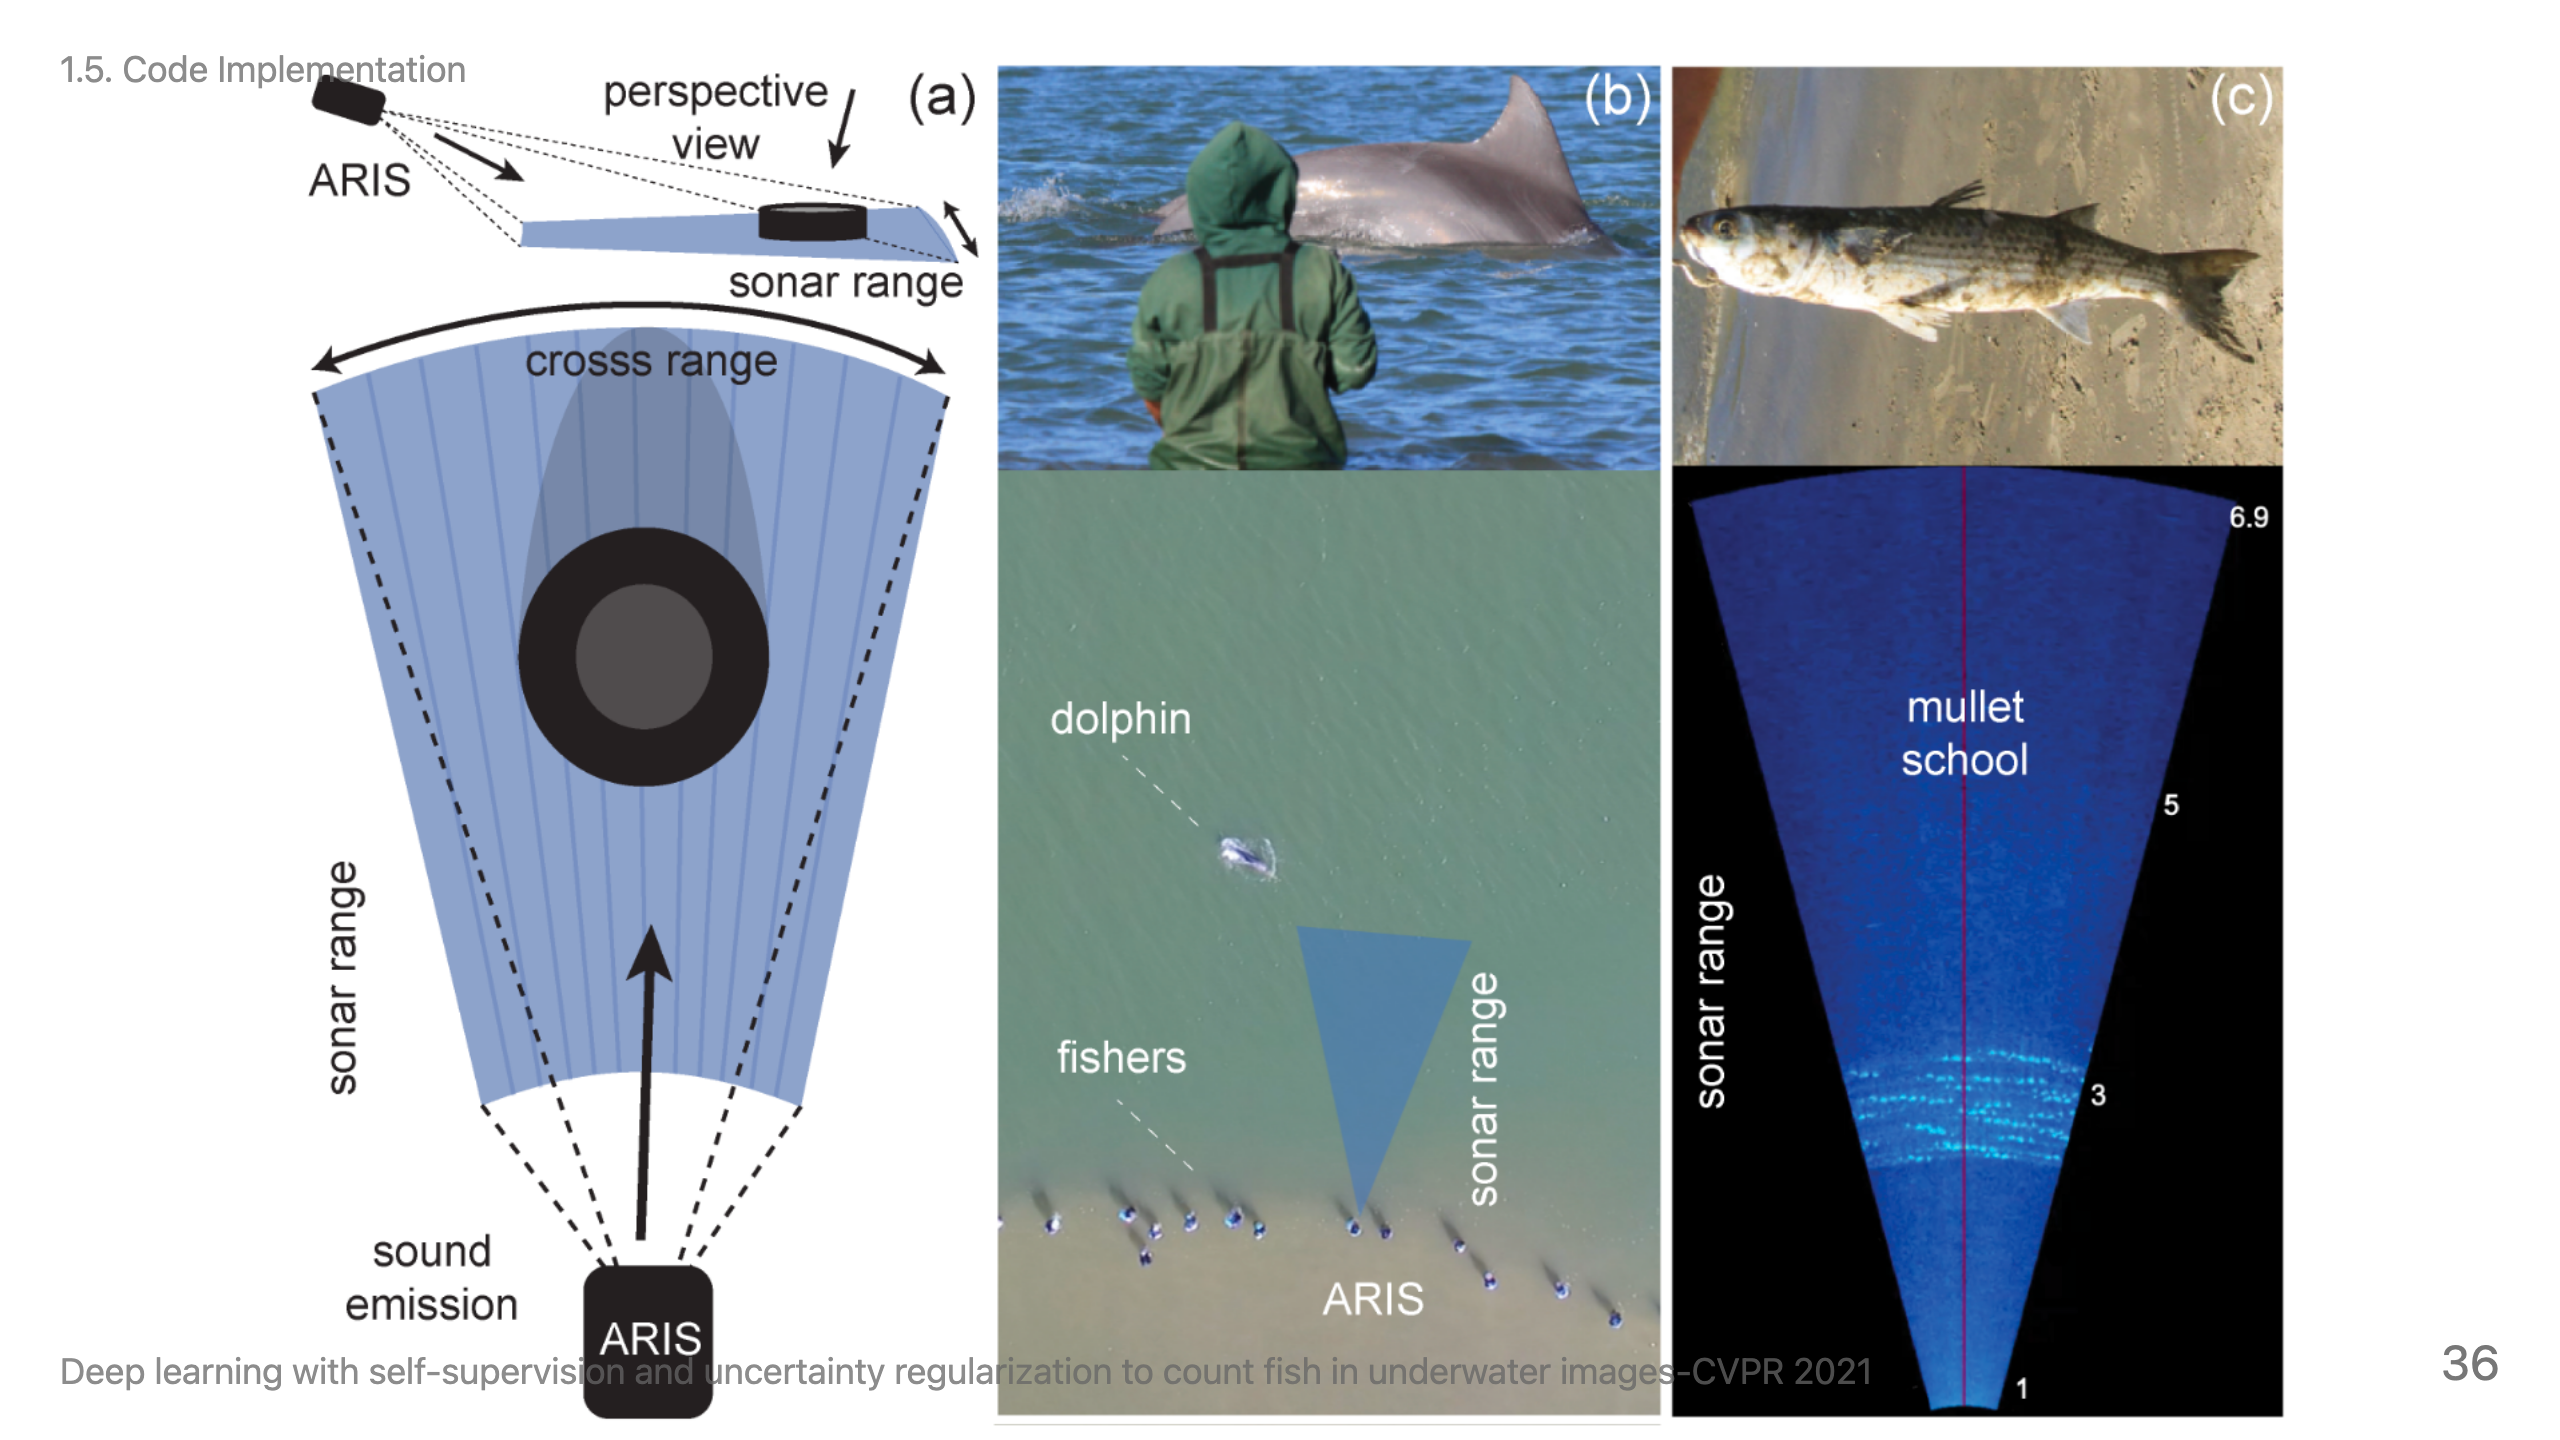 1.5. Code Implementation
perspective
view
(a)
ARIS
sonar range
crosss range
sonar range
sound
emission
ARIS
(b)
dolphin
fishers
sonar range
ARIS
(c)
6.9
mullet
school
5
sonar range
3
1
Deep learning with self-supervision and uncertainty regularization to count fish in underwater images-CVPR 2021
36